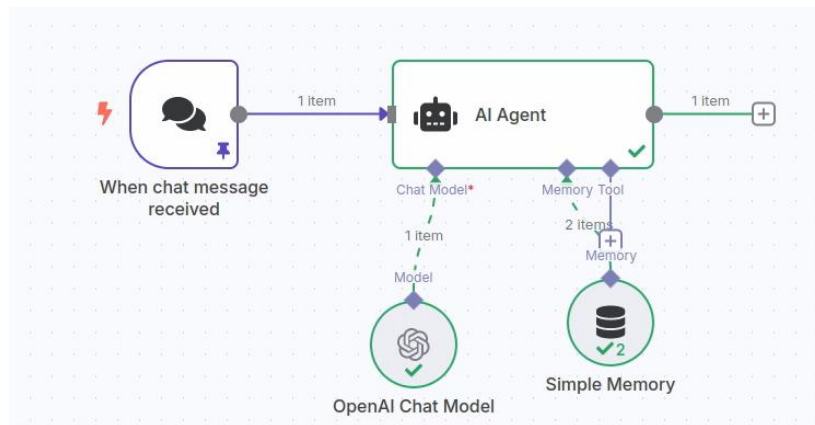 1 item
AI Agent
1 item
When chat message
received
Chat Model*
Memory
Tool
1 item
2 items
Memory
Model
2
OpenAI Chat Model
Simple Memory